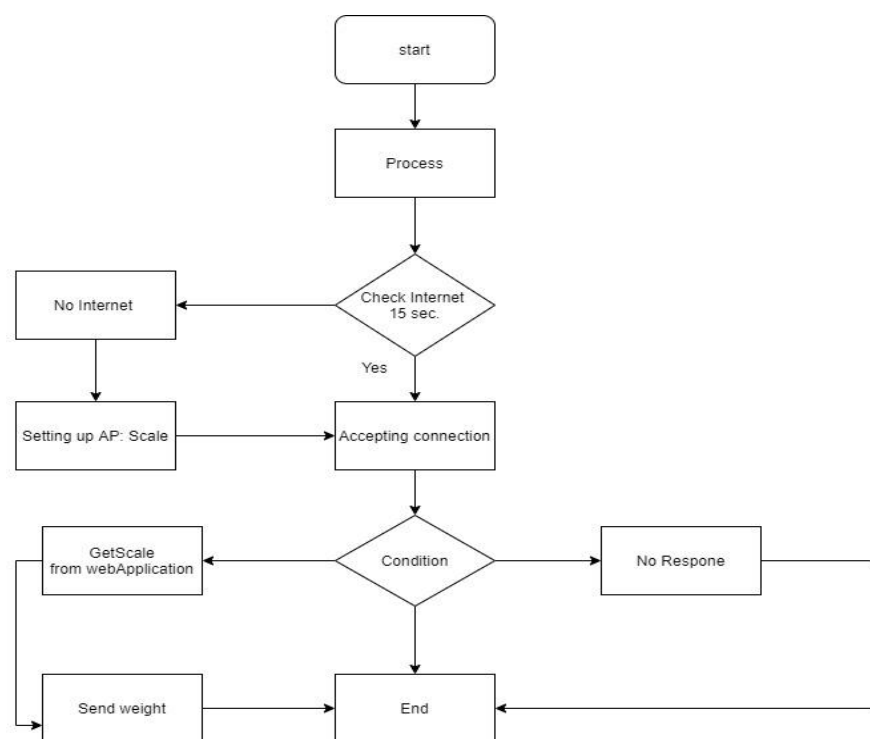 start
Process
Check Internet
15 sec.
No Internet
Yes
Setting up AP: Scale
Accepting connection
GetScale
from webApplication
Condition
No Respone
Send weight
End